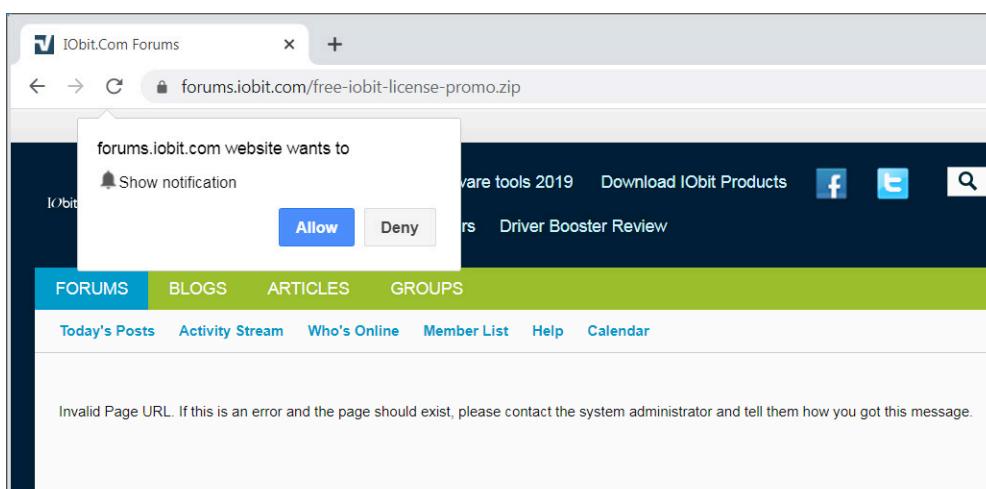 IObit.Com Forums
forums.iobit.com/free-iobit-license-promo.zip
forums.iobit.com website wants to
Show notification
Allow Deny
IObit
ware tools 2019 Download IObit Products
rs Driver Booster Review
FORUMS BLOGS ARTICLES GROUPS
Today's Posts Activity Stream Who's Online Member List Help Calendar
Invalid Page URL. If this is an error and the page should exist, please contact the system administrator and tell them how you got this message.